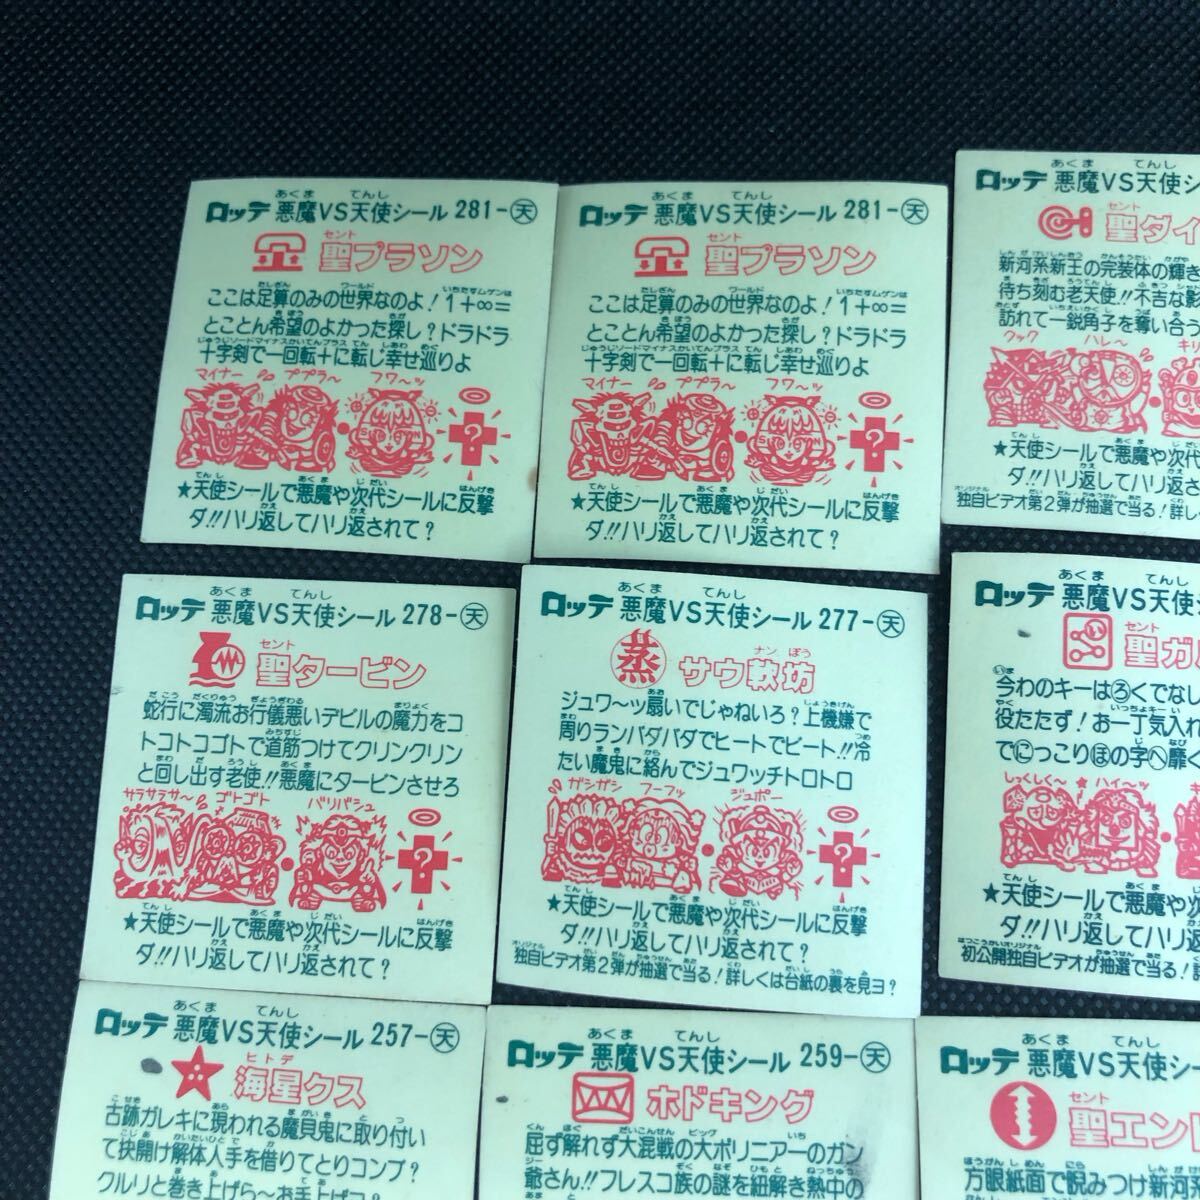 ロッテ 悪魔VS天使シール 281-天
聖プラソン
ここは足算のみの世界なのよ！1+∞=
とことん希望のよかった探し？ドラドラ
十字剣で一回転+に転じ幸せ巡りよ
マイナー ププラ〜 フワ〜ッ
★天使シールで悪魔や次代シールに反撃
ダ!!ハリ返してハリ返されて？
ロッテ 悪魔VS天使シール 281-天
聖プラソン
ここは足算のみの世界なのよ！1+∞=
とことん希望のよかった探し？ドラドラ
十字剣で一回転+に転じ幸せ巡りよ
マイナー ププラ〜 フワ〜ッ
★天使シールで悪魔や次代シールに反撃
ダ!!ハリ返してハリ返されて？
ロッテ 悪魔VS天使シ
聖ダイ
新河系新王の完装体の輝き
待ち刻む老天使!!不吉な影
訪れて一鋭角子を奪い合う
クック ハレ〜 キリ
★天使シールで悪魔や次代
ダ!!ハリ返してハリ返され
独自ビデオ第2弾が抽選で当る！詳し
ロッテ 悪魔VS天使シール 278-天
聖タービン
蛇行に濁流お行儀悪いデビルの魔力をコ
トコトコゴトで道筋つけてクリンクリン
と回し出す老使!!悪魔にタービンさせろ
サラサラサ〜 ゴトゴト バリバシュ
★天使シールで悪魔や次代シールに反撃
ダ!!ハリ返してハリ返されて？
ロッテ 悪魔VS天使シール 277-天
蒸 サウ軟坊
ジュワ〜ッ扇いでじゃねいろ？上機嫌で
周りランバダバダでヒートでビート!!冷
たい魔鬼に絡んでジュワッチトロトロ
ガシガシ フーフッ ジュポー
★天使シールで悪魔や次代シールに反撃
ダ!!ハリ返してハリ返されて？
独自ビデオ第2弾が抽選で当る！詳しくは台紙の裏を見ヨ？
ロッテ 悪魔VS天使シ
聖ガ
今わのキーはろくでない
役たたず！お一丁気入れ
でにっこりほの字へ靡く
しっくしく〜 ハイ〜ッ
★天使シールで悪魔や次
ダ!!ハリ返してハリ返され
初公開独自ビデオが抽選で当る！詳
ロッテ 悪魔VS天使シール 257-天
海星クス
古跡ガレキに現われる魔貝鬼に取り付い
て抉開け解体人手を借りてとりコンプ？
クルリと巻き上げら〜お手上げコ？
ロッテ 悪魔VS天使シール 259-天
ホドキング
屈ず解れず大混戦の大ボリニアーのガン
爺さん!!フレスコ族の謎を紐解き熱中の
ロッテ 悪魔VS天使シー
聖エン
方眼紙面で睨みつけ新河